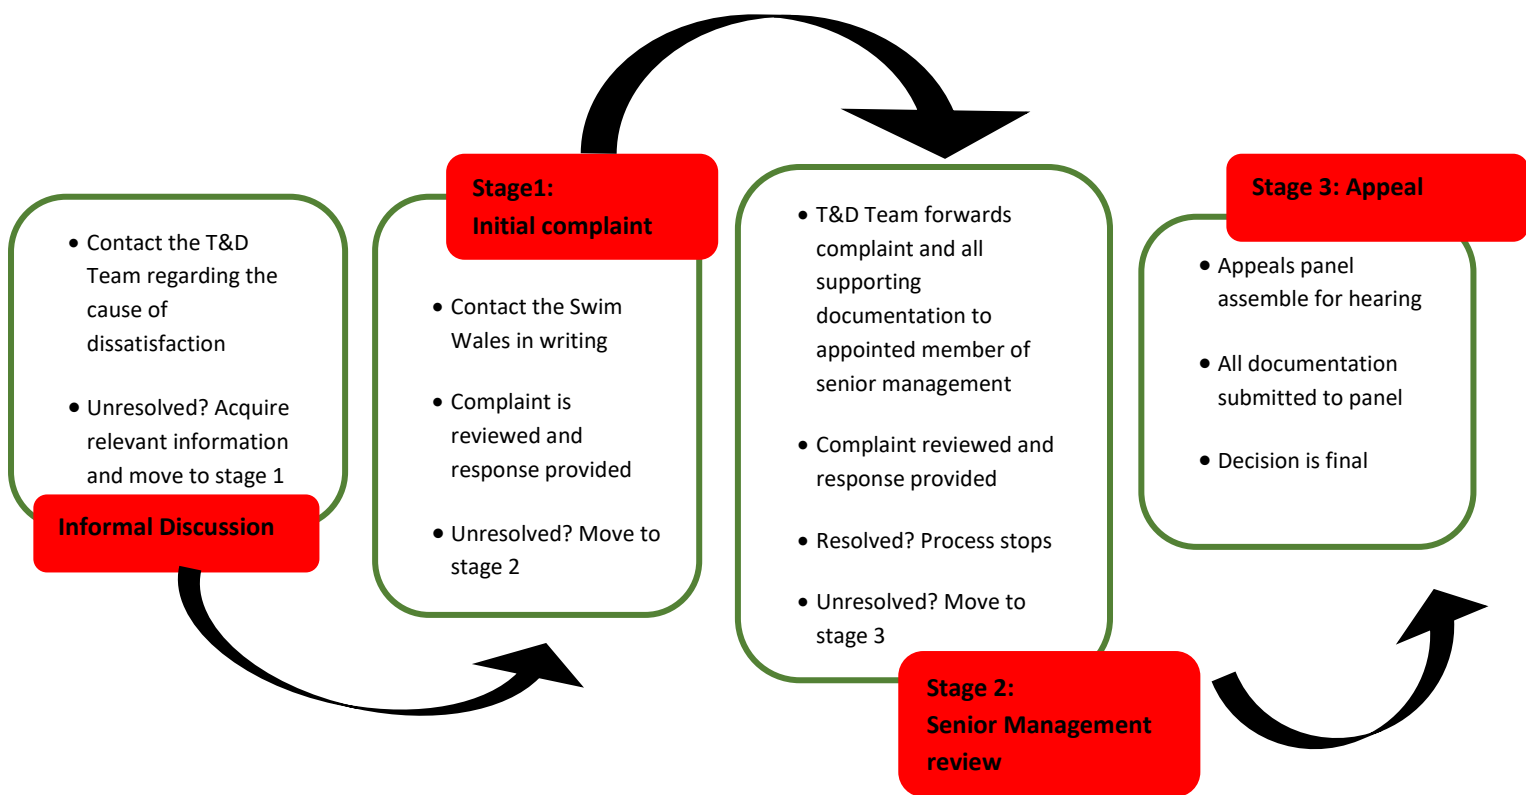 • Contact the T&D
Team regarding the
cause of
dissatisfaction
• Unresolved? Acquire
relevant information
and move to stage 1
Informal Discussion
Stage1:
Initial complaint
• Contact the Swim
Wales in writing
• Complaint is
reviewed and
response provided
• Unresolved? Move to
stage 2
• T&D Team forwards
complaint and all
supporting
documentation to
appointed member of
senior management
• Complaint reviewed and
response provided
• Resolved? Process stops
• Unresolved? Move to
stage 3
Stage 2:
Senior Management
review
Stage 3: Appeal
• Appeals panel
assemble for hearing
• All documentation
submitted to panel
• Decision is final